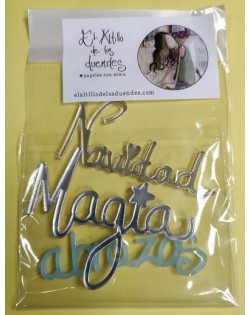 El Altillo
de los
duendes
♥ papeles con alma
elaltillodelosduendes.com
Navidad
Magia
abrazos